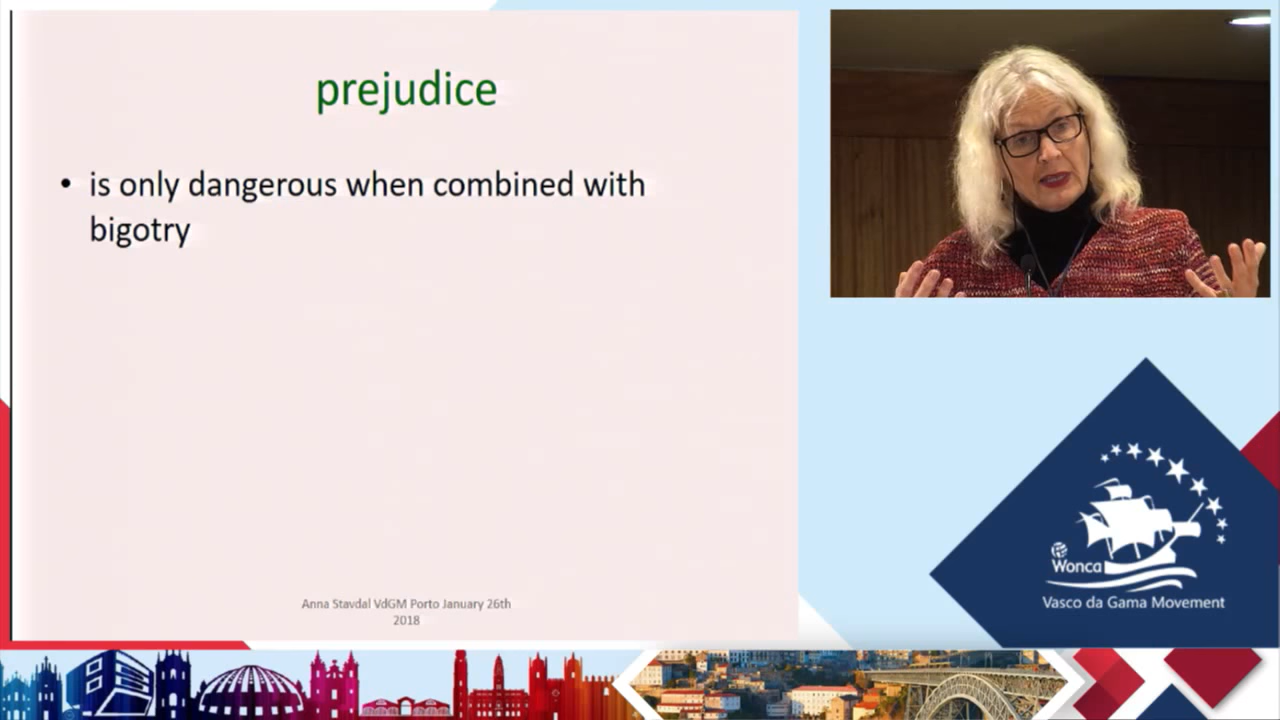 prejudice
• is only dangerous when combined with
bigotry
Anna Stavdal VdGM Porto January 26th
2018
Wonca
Vasco da Gama Movement